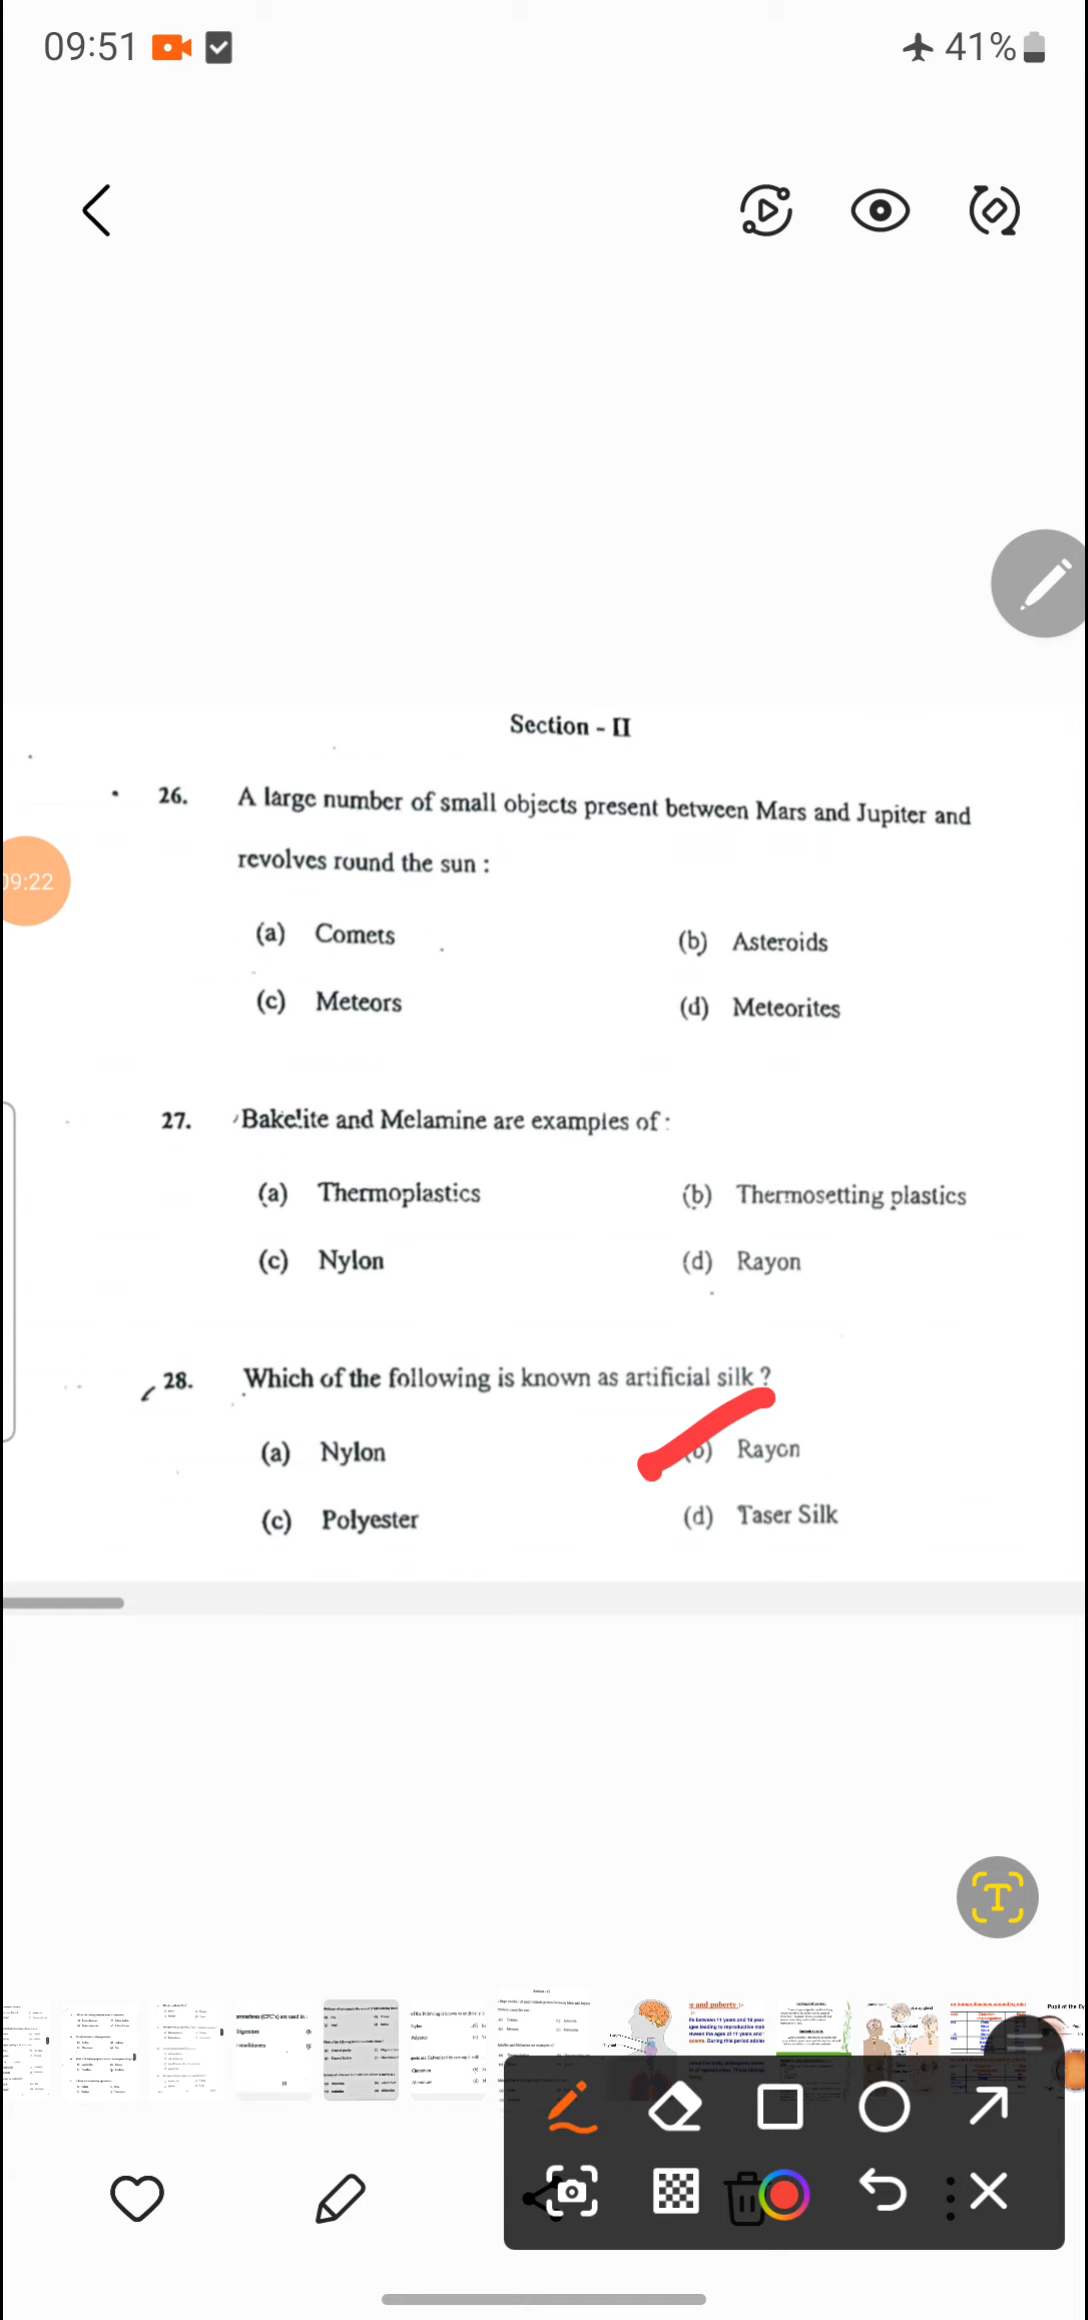 09:51
41%
Section - II
26. A large number of small objects present between Mars and Jupiter and
revolves round the sun :
09:22
(a) Comets (b) Asteroids
(c) Meteors (d) Meteorites
27. Bakelite and Melamine are examples of :
(a) Thermoplastics (b) Thermosetting plastics
(c) Nylon (d) Rayon
28. Which of the following is known as artificial silk ?
(a) Nylon (b) Rayon
(c) Polyester (d) Taser Silk
T
e and puberty :-